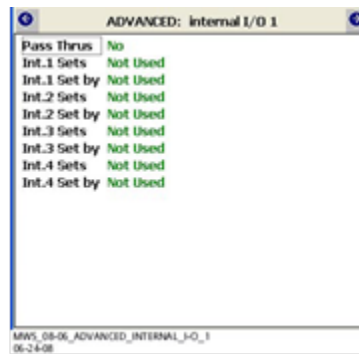 ADVANCED: internal I/O 1
Pass Thrus No
Int.1 Sets Not Used
Int.1 Set by Not Used
Int.2 Sets Not Used
Int.2 Set by Not Used
Int.3 Sets Not Used
Int.3 Set by Not Used
Int.4 Sets Not Used
Int.4 Set by Not Used
MWS_08-06_ADVANCED_INTERNAL_I-O_1
06-24-08